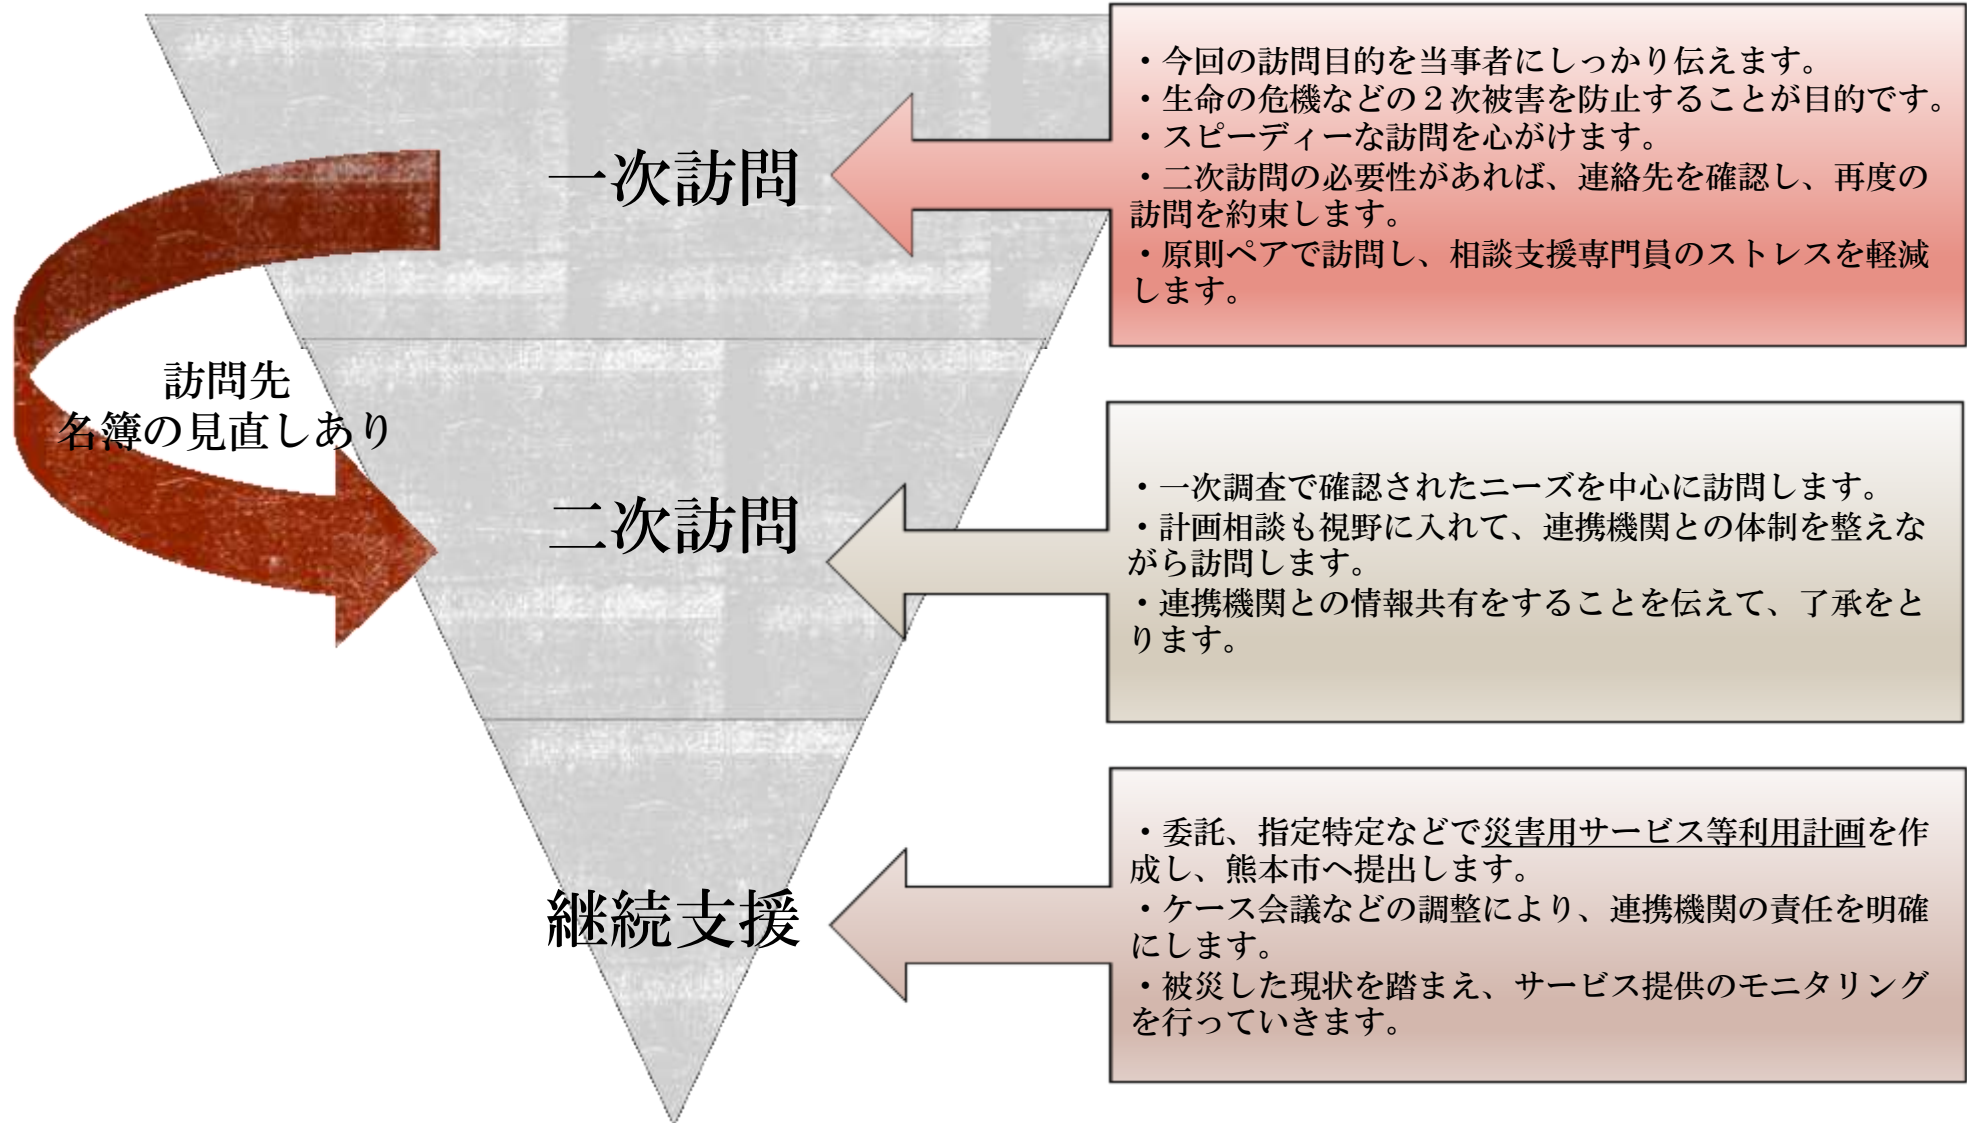 一次訪問
・今回の訪問目的を当事者にしっかり伝えます。
・生命の危機などの２次被害を防止することが目的です。
・スピーディーな訪問を心がけます。
・二次訪問の必要性があれば、連絡先を確認し、再度の
訪問を約束します。
・原則ペアで訪問し、相談支援専門員のストレスを軽減
します。
訪問先
名簿の見直しあり
二次訪問
・一次調査で確認されたニーズを中心に訪問します。
・計画相談も視野に入れて、連携機関との体制を整えな
がら訪問します。
・連携機関との情報共有をすることを伝えて、了承をと
ります。
継続支援
・委託、指定特定などで災害用サービス等利用計画を作
成し、熊本市へ提出します。
・ケース会議などの調整により、連携機関の責任を明確
にします。
・被災した現状を踏まえ、サービス提供のモニタリング
を行っていきます。